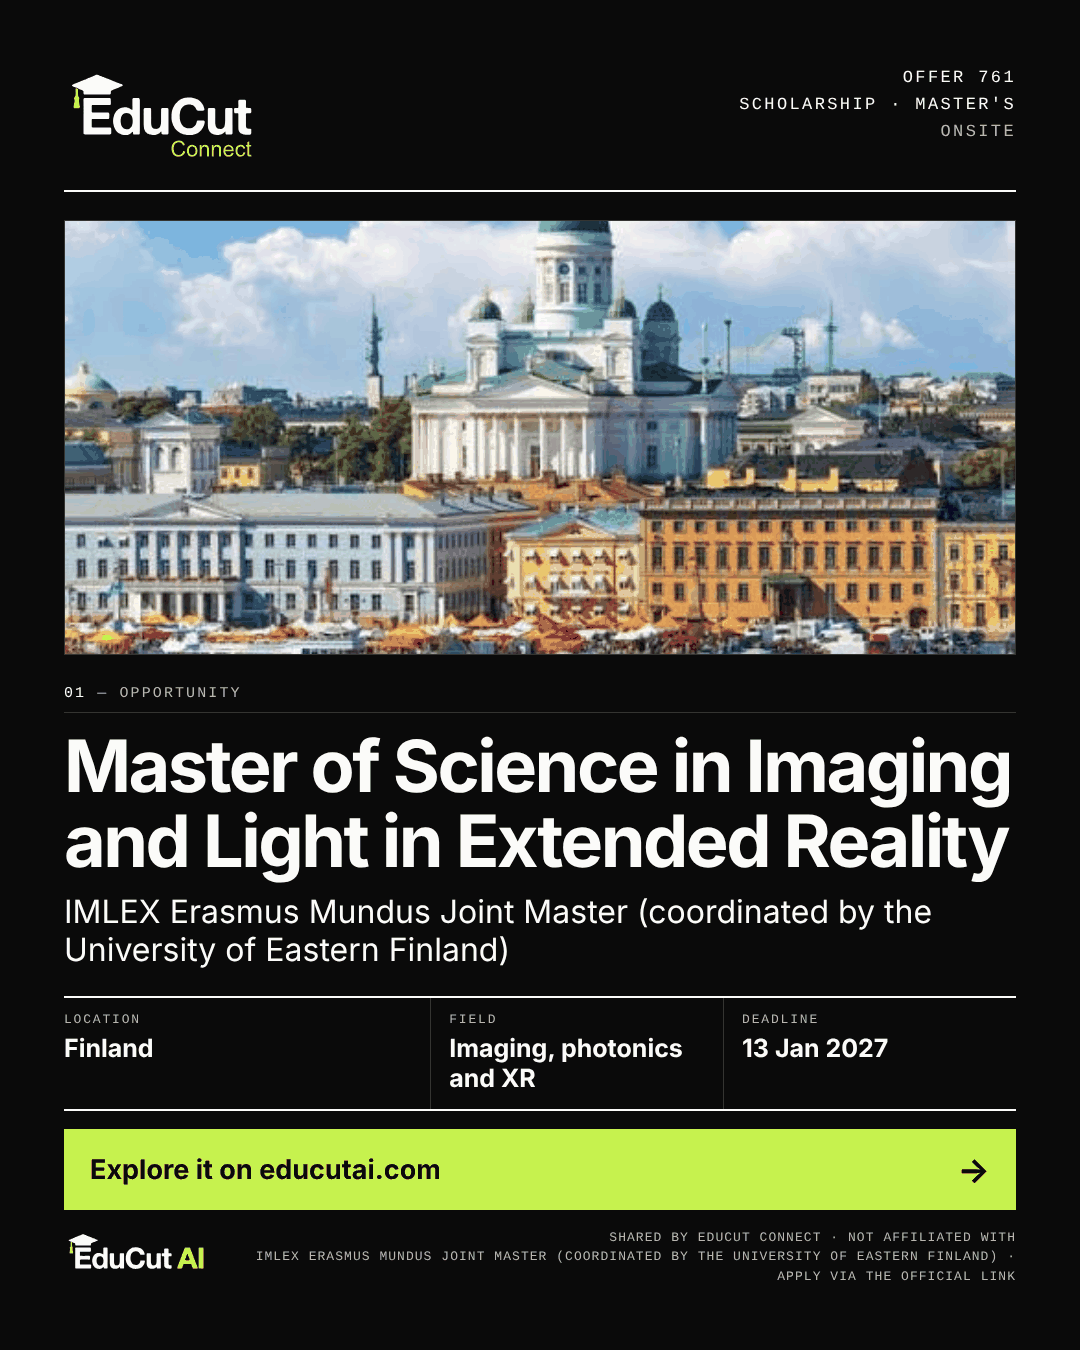 EduCut
Connect
OFFER 761
SCHOLARSHIP · MASTER'S
ONSITE
01 — OPPORTUNITY
Master of Science in Imaging
and Light in Extended Reality
IMLEX Erasmus Mundus Joint Master (coordinated by the
University of Eastern Finland)
LOCATION
Finland
FIELD
Imaging, photonics
and XR
DEADLINE
13 Jan 2027
Explore it on educutai.com →
EduCut AI
SHARED BY EDUCUT CONNECT · NOT AFFILIATED WITH
IMLEX ERASMUS MUNDUS JOINT MASTER (COORDINATED BY THE UNIVERSITY OF EASTERN FINLAND) ·
APPLY VIA THE OFFICIAL LINK